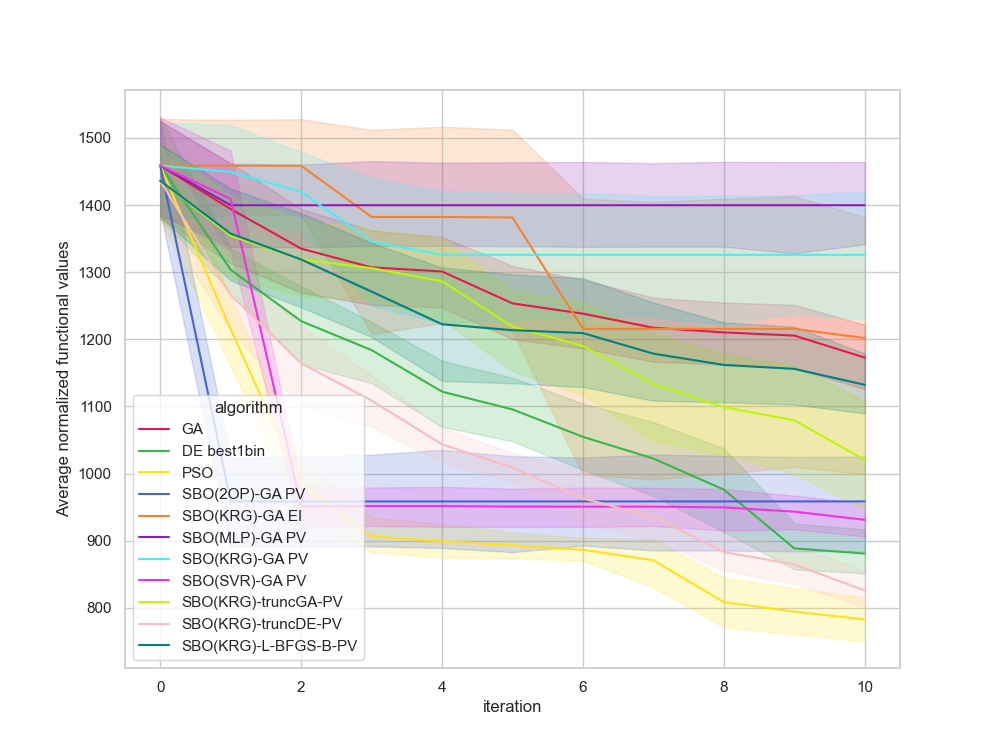 1500
1400
1300
1200
1100
1000
900
800
Average normalized functional values
algorithm
GA
DE best1bin
PSO
SBO(2OP)-GA PV
SBO(KRG)-GA EI
SBO(MLP)-GA PV
SBO(KRG)-GA PV
SBO(SVR)-GA PV
SBO(KRG)-truncGA-PV
SBO(KRG)-truncDE-PV
SBO(KRG)-L-BFGS-B-PV
0 2 4 6 8 10
iteration